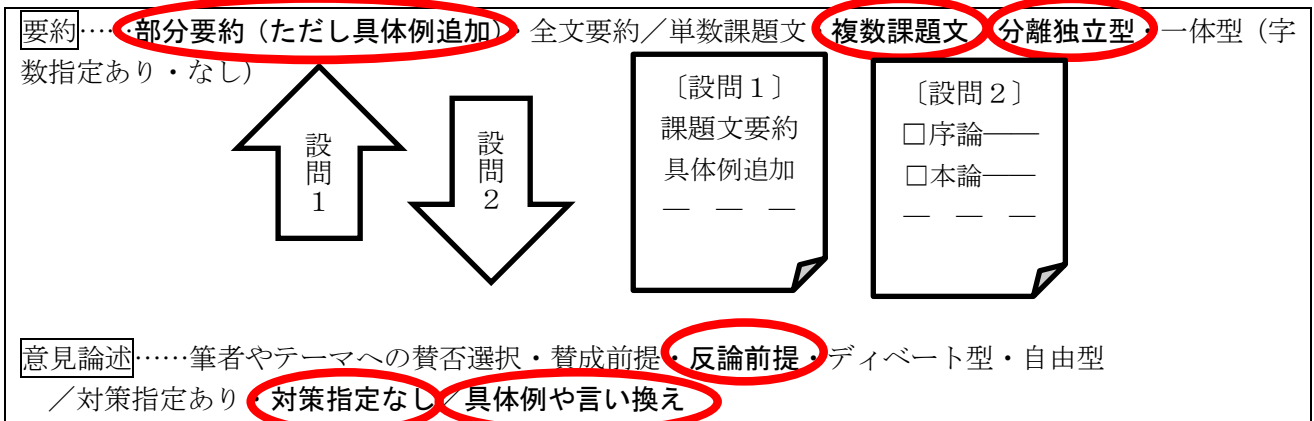 要約……・部分要約（ただし具体例追加）・全文要約／単数課題文・複数課題文／分離独立型・一体型（字
数指定あり・なし）
設問１
設問２
〔設問１〕
課題文要約
具体例追加
―　―　―
〔設問２〕
□序論――
□本論――
―　―　―
意見論述……筆者やテーマへの賛否選択・賛成前提・反論前提・ディベート型・自由型
／対策指定あり・対策指定なし／具体例や言い換え